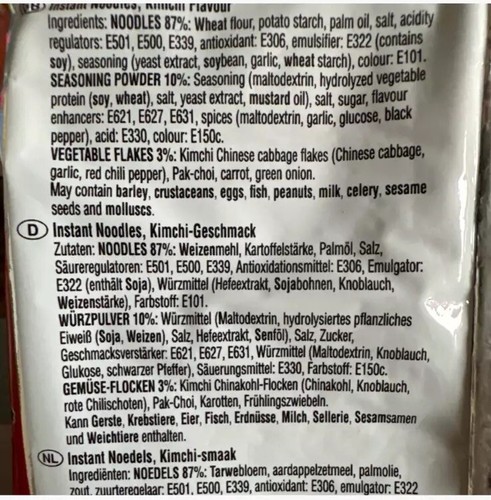 Instant Noodles, Kimchi Flavour
Ingredients: NOODLES 87%: Wheat flour, potato starch, palm oil, salt, acidity
regulators: E501, E500, E339, antioxidant: E306, emulsifier: E322 (contains
soy), seasoning (yeast extract, soybean, garlic, wheat starch), colour: E101.
SEASONING POWDER 10%: Seasoning (maltodextrin, hydrolyzed vegetable
protein (soy, wheat), salt, yeast extract, mustard oil), salt, sugar, flavour
enhancers: E621, E627, E631, spices (maltodextrin, garlic, glucose, black
pepper), acid: E330, colour: E150c.
VEGETABLE FLAKES 3%: Kimchi Chinese cabbage flakes (Chinese cabbage,
garlic, red chili pepper), Pak-choi, carrot, green onion.
May contain barley, crustaceans, eggs, fish, peanuts, milk, celery, sesame
seeds and molluscs.
D Instant Noodles, Kimchi-Geschmack
Zutaten: NOODLES 87%: Weizenmehl, Kartoffelstärke, Palmöl, Salz,
Säureregulatoren: E501, E500, E339, Antioxidationsmittel: E306, Emulgator:
E322 (enthält Soja), Würzmittel (Hefeextrakt, Sojabohnen, Knoblauch,
Weizenstärke), Farbstoff: E101.
WÜRZPULVER 10%: Würzmittel (Maltodextrin, hydrolysiertes pflanzliches
Eiweiß (Soja, Weizen), Salz, Hefeextrakt, Senföl), Salz, Zucker,
Geschmacksverstärker: E621, E627, E631, Würzmittel (Maltodextrin, Knoblauch,
Glukose, schwarzer Pfeffer), Säuerungsmittel: E330, Farbstoff: E150c.
GEMÜSE-FLOCKEN 3%: Kimchi Chinakohl-Flocken (Chinakohl, Knoblauch,
rote Chilischoten), Pak-Choi, Karotten, Frühlingszwiebeln.
Kann Gerste, Krebstiere, Eier, Fisch, Erdnüsse, Milch, Sellerie, Sesamsamen
und Weichtiere enthalten.
NL Instant Noedels, Kimchi-smaak
Ingrediënten: NOEDELS 87%: Tarwebloem, aardappelzetmeel, palmolie,
zout, zuurteregelaar: E501, E500, E339, antioxidant: E306, emulgator: E322